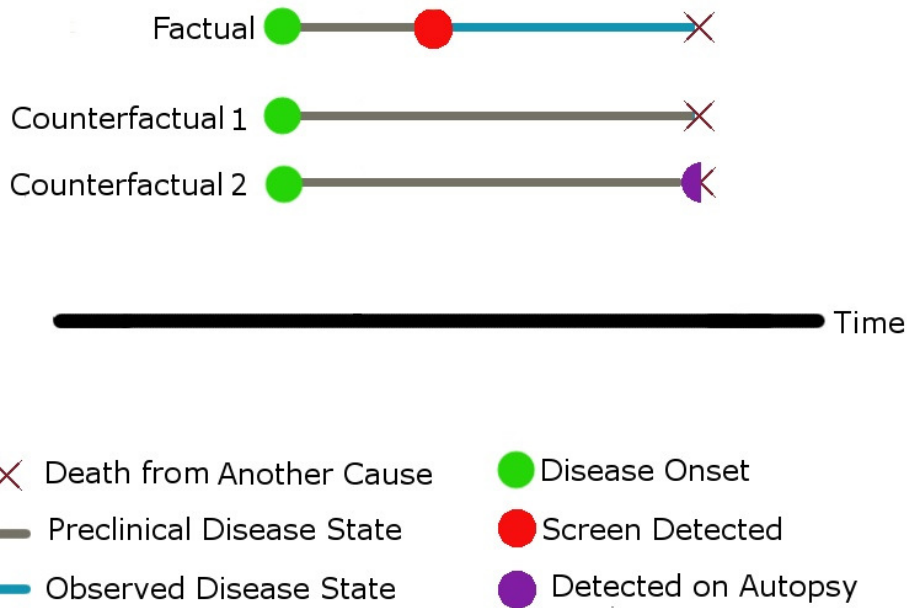 Factual
Counterfactual 1
Counterfactual 2
Time
Death from Another Cause
Disease Onset
Preclinical Disease State
Screen Detected
Observed Disease State
Detected on Autopsy